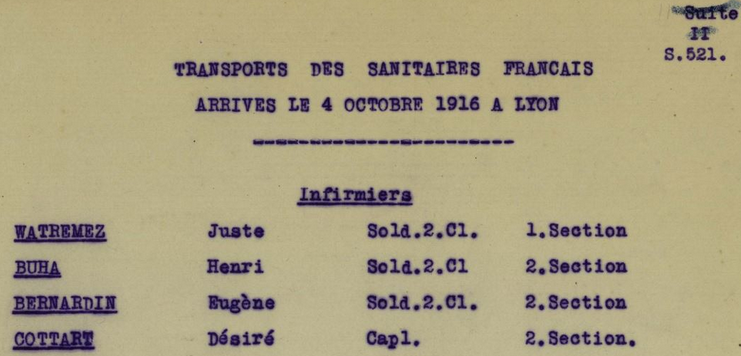 Suite
II
S.521.
TRANSPORTS DES SANITAIRES FRANCAIS
ARRIVES LE 4 OCTOBRE 1916 A LYON
Infirmiers
WATREMEZ Juste Sold.2.Cl. 1.Section
BUHA Henri Sold.2.Cl 2.Section
BERNARDIN Eugène Sold.2.Cl. 2.Section
COTTART Désiré Capl. 2.Section.